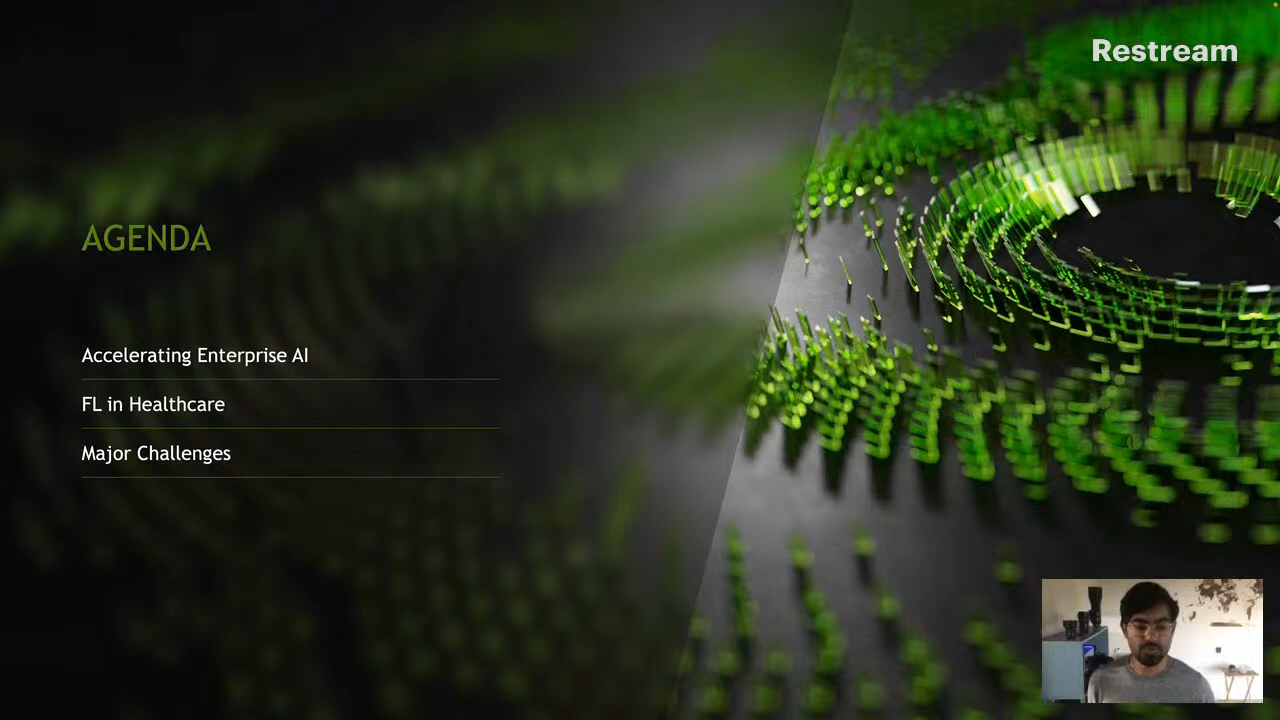 Restream
AGENDA
Accelerating Enterprise AI
FL in Healthcare
Major Challenges